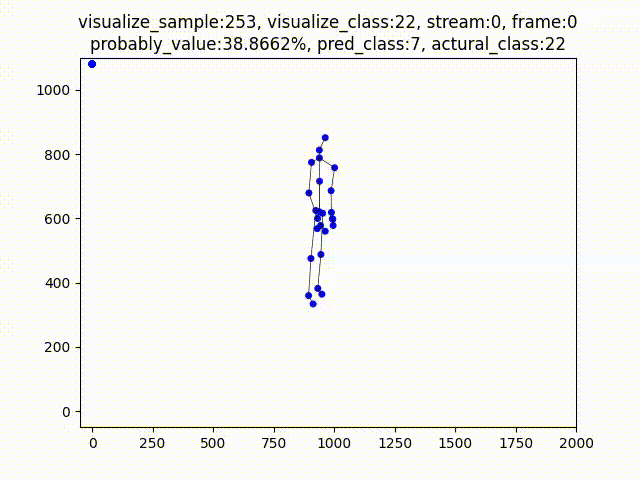 visualize_sample:253, visualize_class:22, stream:0, frame:0
probably_value:38.8662%, pred_class:7, actural_class:22
1000
800
600
400
200
0
0 250 500 750 1000 1250 1500 1750 2000